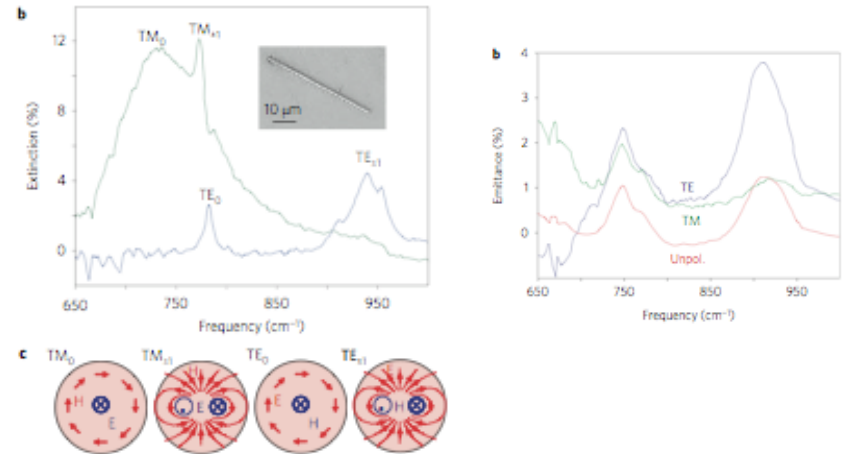 b
TM₀
TM±1
12
8
4
0
Extinction (%)
10 µm
TE₀
TE±1
650
750
850
950
Frequency (cm⁻¹)
b
4
3
2
1
0
Emittance (%)
TE
TM
Unpol.
650
750
850
950
Frequency (cm⁻¹)
c
TM₀
TM±1
TE₀
TE±1
H
E
H
E
E
H
E
H